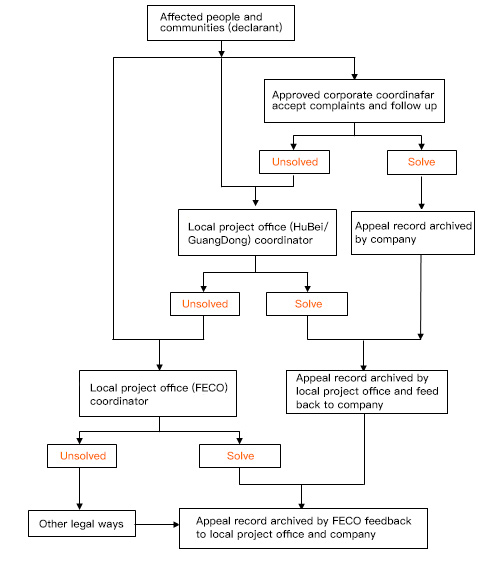 Affected people and
communities (declarant)
Approved corporate coordinafar
accept complaints and follow up
Unsolved
Solve
Local project office (HuBei/
GuangDong) coordinator
Appeal record archived
by company
Unsolved
Solve
Local project office (FECO)
coordinator
Appeal record archived by
local project office and feed
back to company
Unsolved
Solve
Other legal ways
Appeal record archived by FECO feedback
to local project office and company